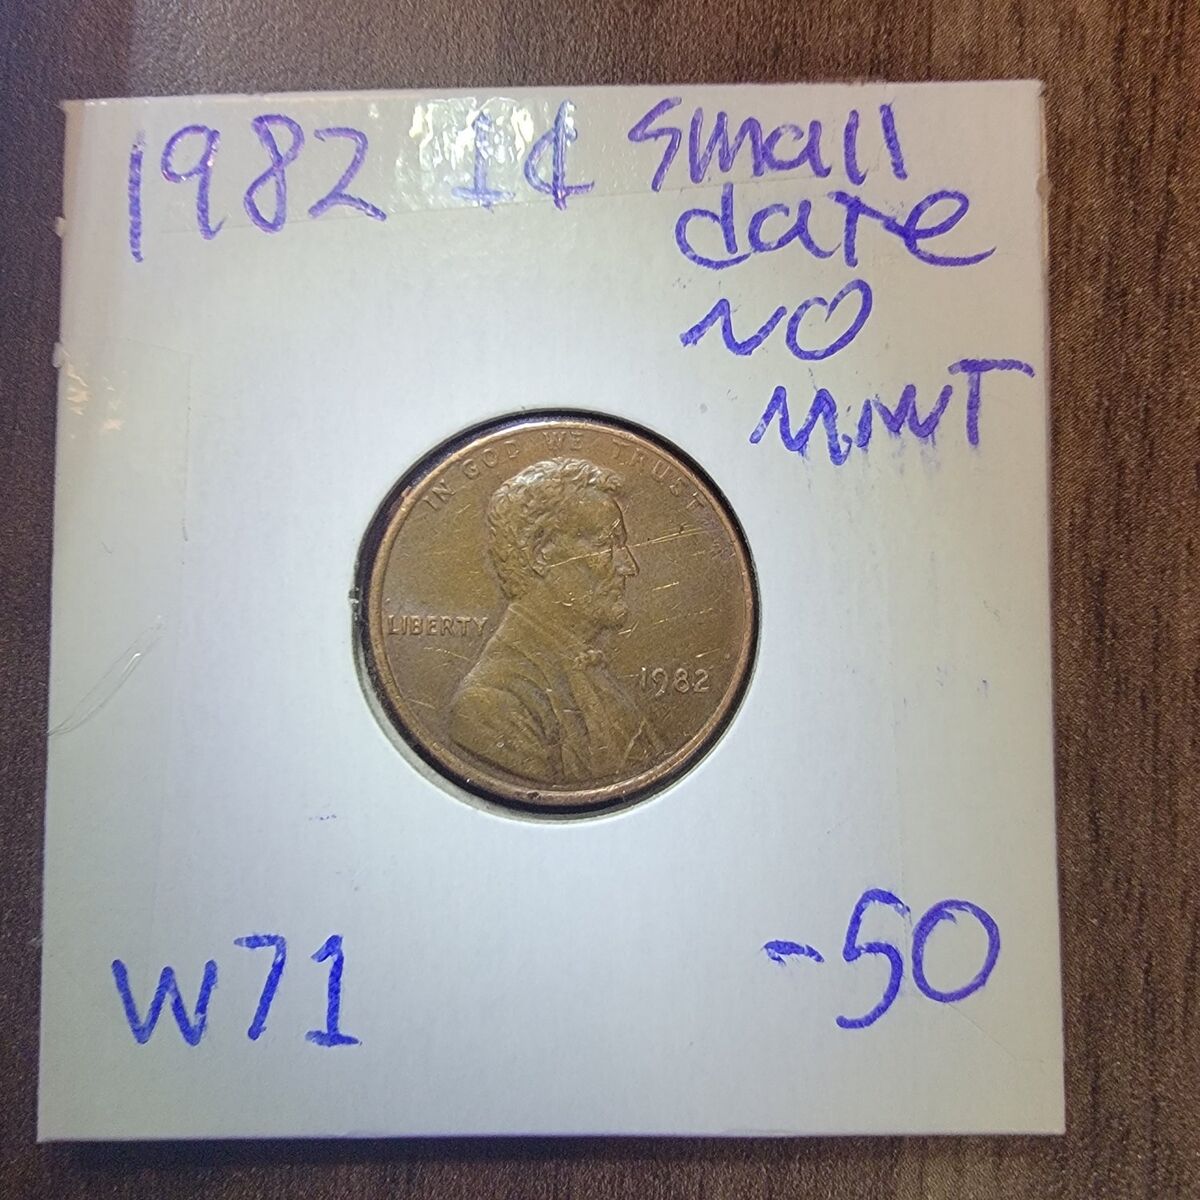 1982 1¢ small
date
NO
MINT
IN GOD WE TRUST
LIBERTY
1982
W71 -50